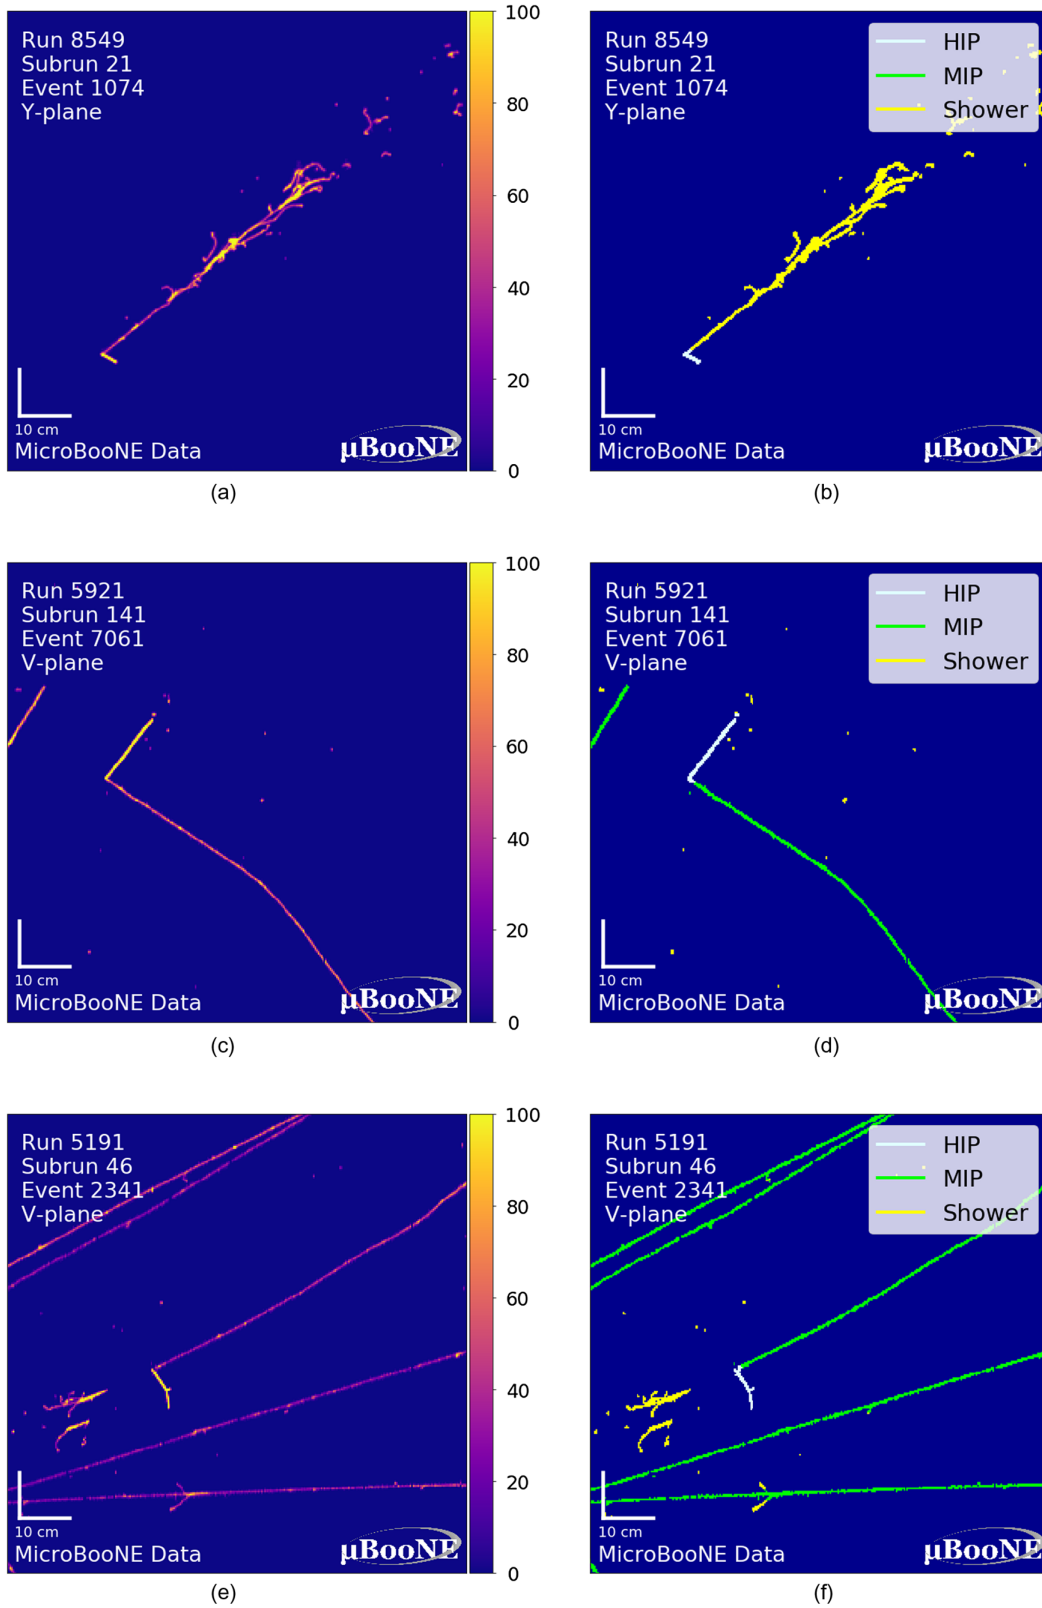 Run 8549
Subrun 21
Event 1074
Y-plane
10 cm
MicroBooNE Data
μBooNE
100
80
60
40
20
0
(a)
Run 8549
Subrun 21
Event 1074
Y-plane
HIP
MIP
Shower
10 cm
MicroBooNE Data
μBooNE
(b)
Run 5921
Subrun 141
Event 7061
V-plane
10 cm
MicroBooNE Data
μBooNE
100
80
60
40
20
0
(c)
Run 5921
Subrun 141
Event 7061
V-plane
HIP
MIP
Shower
10 cm
MicroBooNE Data
μBooNE
(d)
Run 5191
Subrun 46
Event 2341
V-plane
10 cm
MicroBooNE Data
μBooNE
100
80
60
40
20
0
(e)
Run 5191
Subrun 46
Event 2341
V-plane
HIP
MIP
Shower
10 cm
MicroBooNE Data
μBooNE
(f)